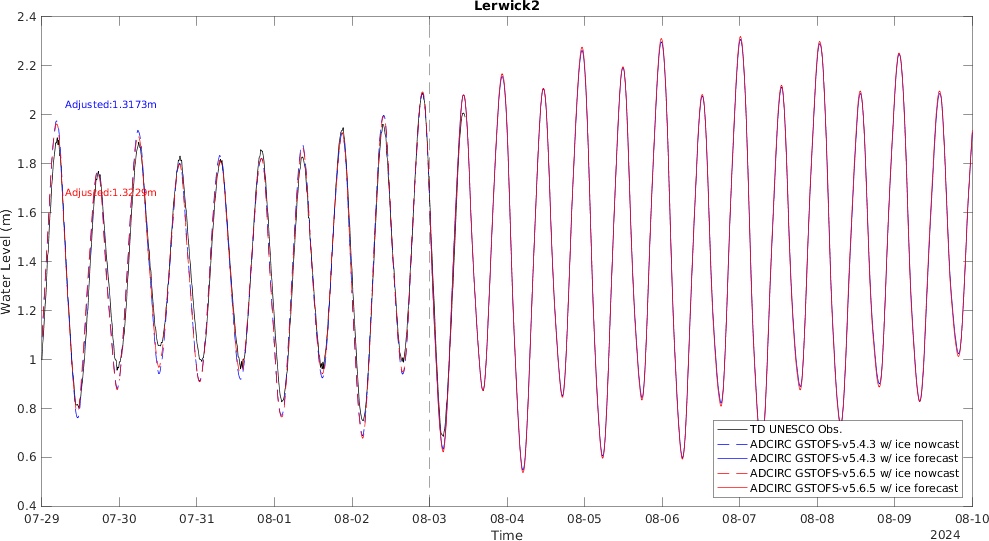 Lerwick2
2.4
2.2
2
1.8
1.6
1.4
1.2
1
0.8
0.6
0.4
Water Level (m)
Adjusted:1.3173m
Adjusted:1.3229m
TD UNESCO Obs.
ADCIRC GSTOFS-v5.4.3 w/ ice nowcast
ADCIRC GSTOFS-v5.4.3 w/ ice forecast
ADCIRC GSTOFS-v5.6.5 w/ ice nowcast
ADCIRC GSTOFS-v5.6.5 w/ ice forecast
07-29 07-30 07-31 08-01 08-02 08-03 08-04 08-05 08-06 08-07 08-08 08-09 08-10
Time
2024